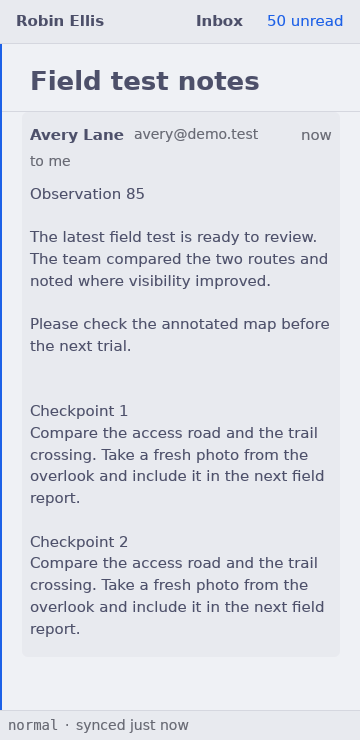 Robin Ellis Inbox 50 unread
Field test notes
Avery Lane avery@demo.test now
to me
Observation 85
The latest field test is ready to review.
The team compared the two routes and
noted where visibility improved.
Please check the annotated map before
the next trial.
Checkpoint 1
Compare the access road and the trail
crossing. Take a fresh photo from the
overlook and include it in the next field
report.
Checkpoint 2
Compare the access road and the trail
crossing. Take a fresh photo from the
overlook and include it in the next field
report.
normal · synced just now